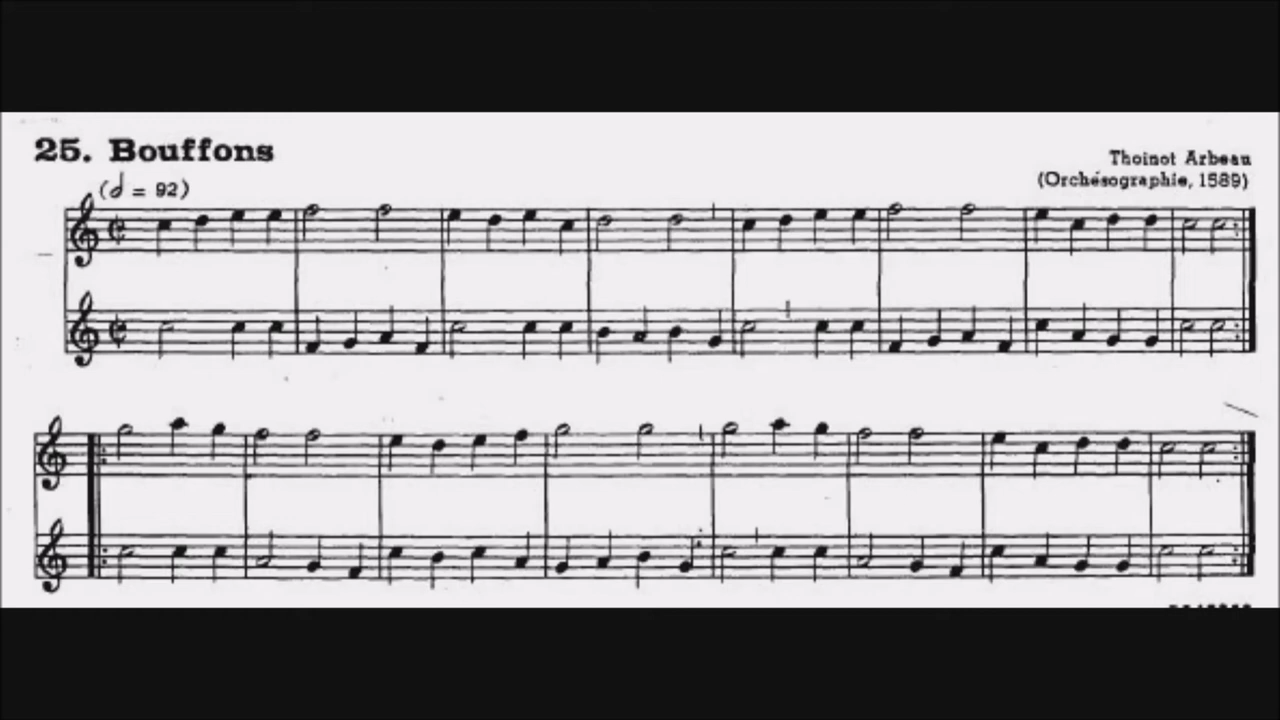 25. Bouffons
Thoinot Arbeau
(Orchésographie, 1589)
(𝅗𝅥 = 92)